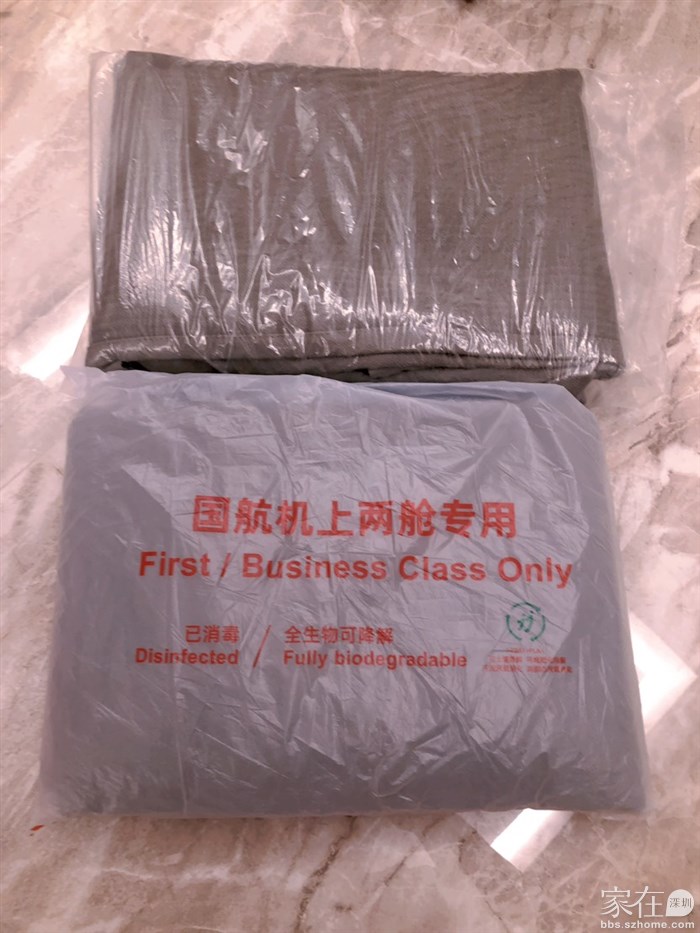 国航机上两舱专用
First / Business Class Only
已消毒 / 全生物可降解
Disinfected / Fully biodegradable
家在 深圳
bbs.szhome.com